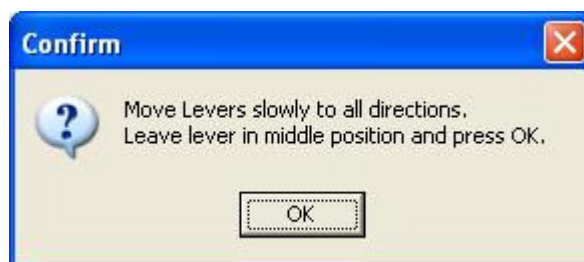 Confirm
Move Levers slowly to all directions.
Leave lever in middle position and press OK.
OK